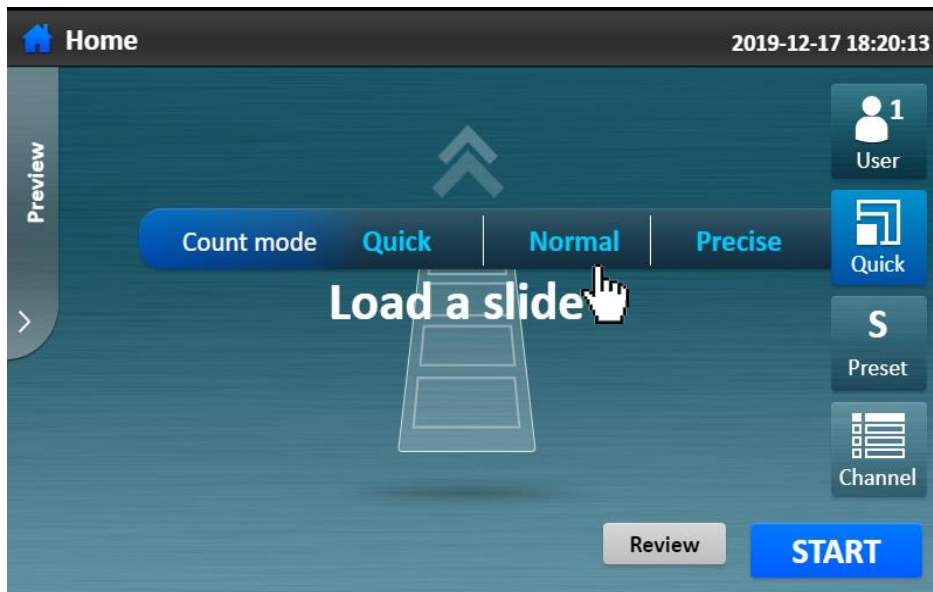 Home
2019-12-17 18:20:13
Preview
1
User
Count mode Quick Normal Precise
Quick
Load a slide
S
Preset
Channel
Review
START